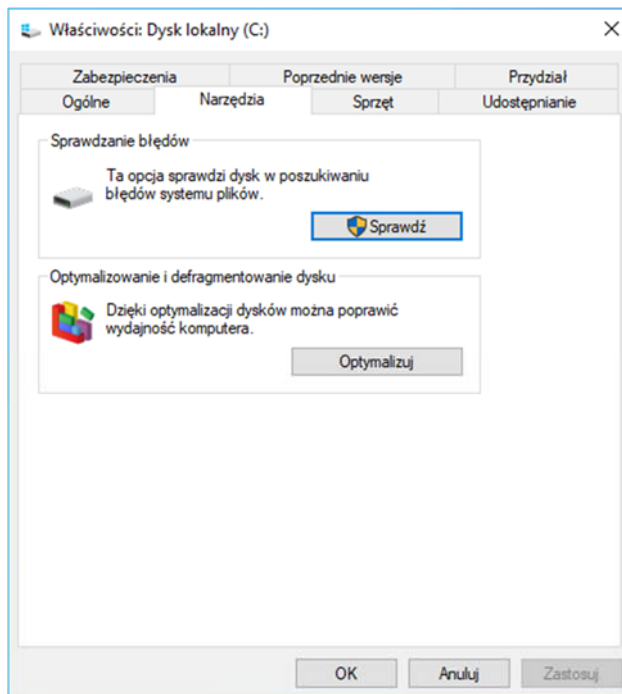 Właściwości: Dysk lokalny (C:)
Zabezpieczenia Poprzednie wersje Przydział
Ogólne Narzędzia Sprzęt Udostępnianie
Sprawdzanie błędów
Ta opcja sprawdzi dysk w poszukiwaniu
błędów systemu plików.
Sprawdź
Optymalizowanie i defragmentowanie dysku
Dzięki optymalizacji dysków można poprawić
wydajność komputera.
Optymalizuj
OK Anuluj Zastosuj